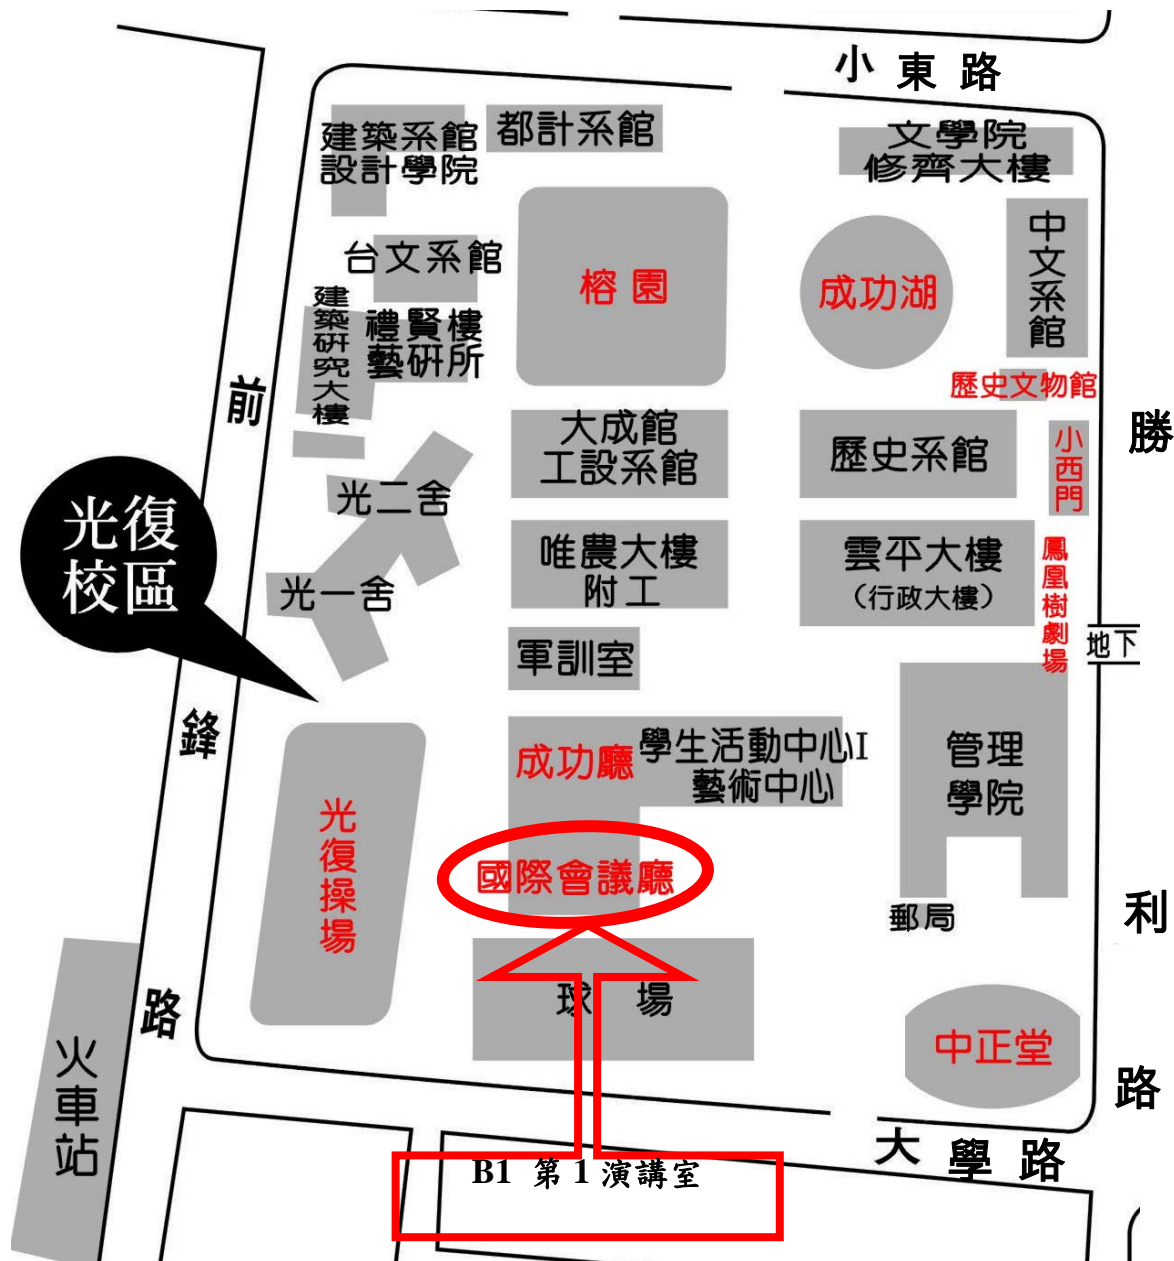 小東路
建築系館
設計學院
都計系館
文學院
修齊大樓
台文系館
榕園
成功湖
中文系館
建築研究大樓
禮賢樓
藝研所
歷史文物館
前鋒路
大成館
工設系館
歷史系館
小西門
勝利路
光復
校區
光二舍
唯農大樓
附工
雲平大樓
(行政大樓)
鳳凰樹劇場
光一舍
軍訓室
地下
成功廳
學生活動中心I
藝術中心
管理
學院
光復操場
國際會議廳
郵局
球 場
中正堂
火車站
大學路
B1 第1演講室